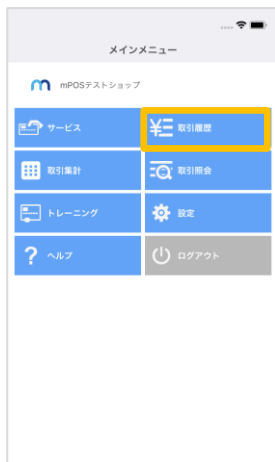 メインメニュー
mPOSテストショップ
サービス
取引履歴
取引集計
取引照会
トレーニング
設定
ヘルプ
ログアウト